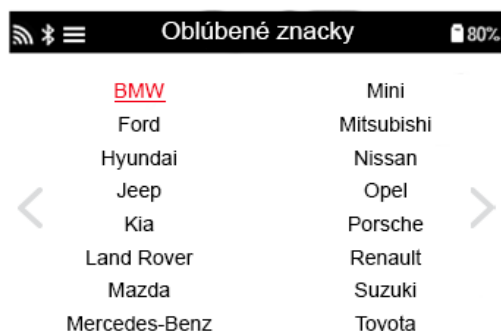 Oblúbené znacky
80%
BMW
Ford
Hyundai
Jeep
Kia
Land Rover
Mazda
Mercedes-Benz
Mini
Mitsubishi
Nissan
Opel
Porsche
Renault
Suzuki
Toyota